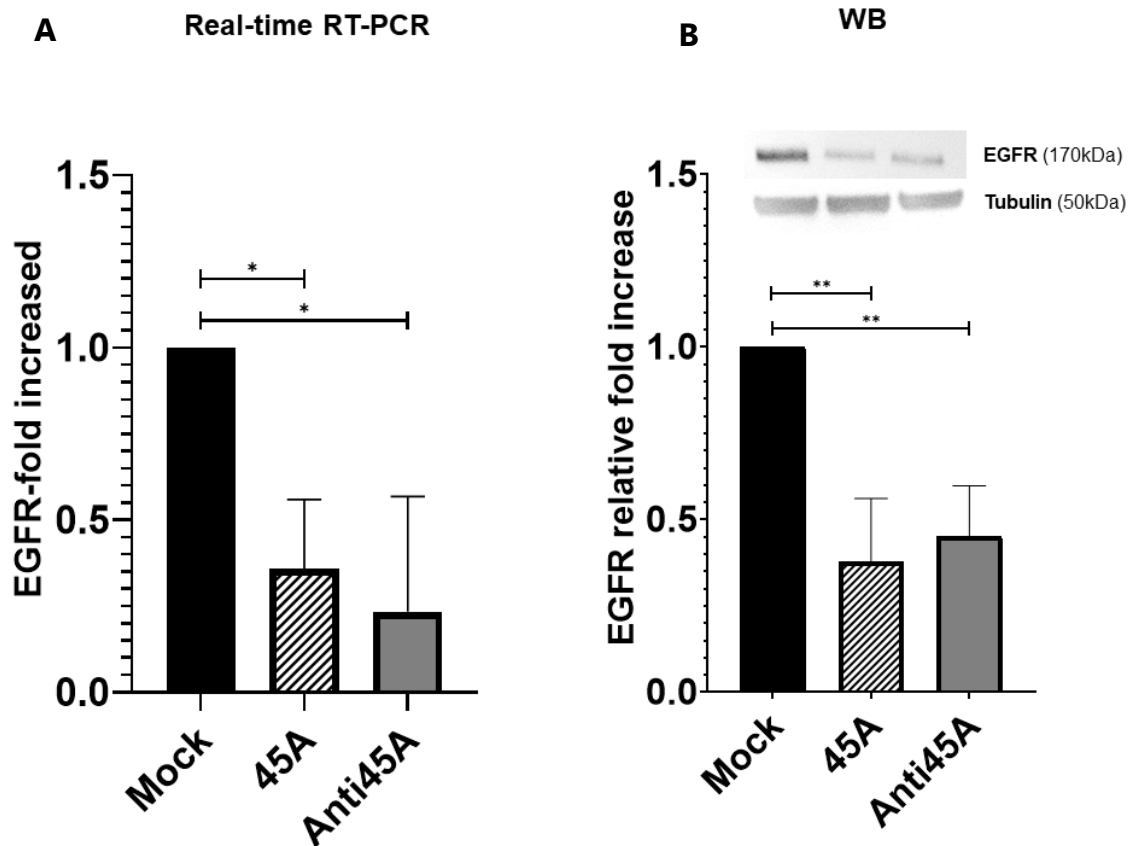 A
Real-time RT-PCR
EGFR-fold increased
1.5
1.0
0.5
0.0
*
*
Mock
45A
Anti45A
B
WB
EGFR (170kDa)
Tubulin (50kDa)
EGFR relative fold increase
1.5
1.0
0.5
0.0
**
**
Mock
45A
Anti45A